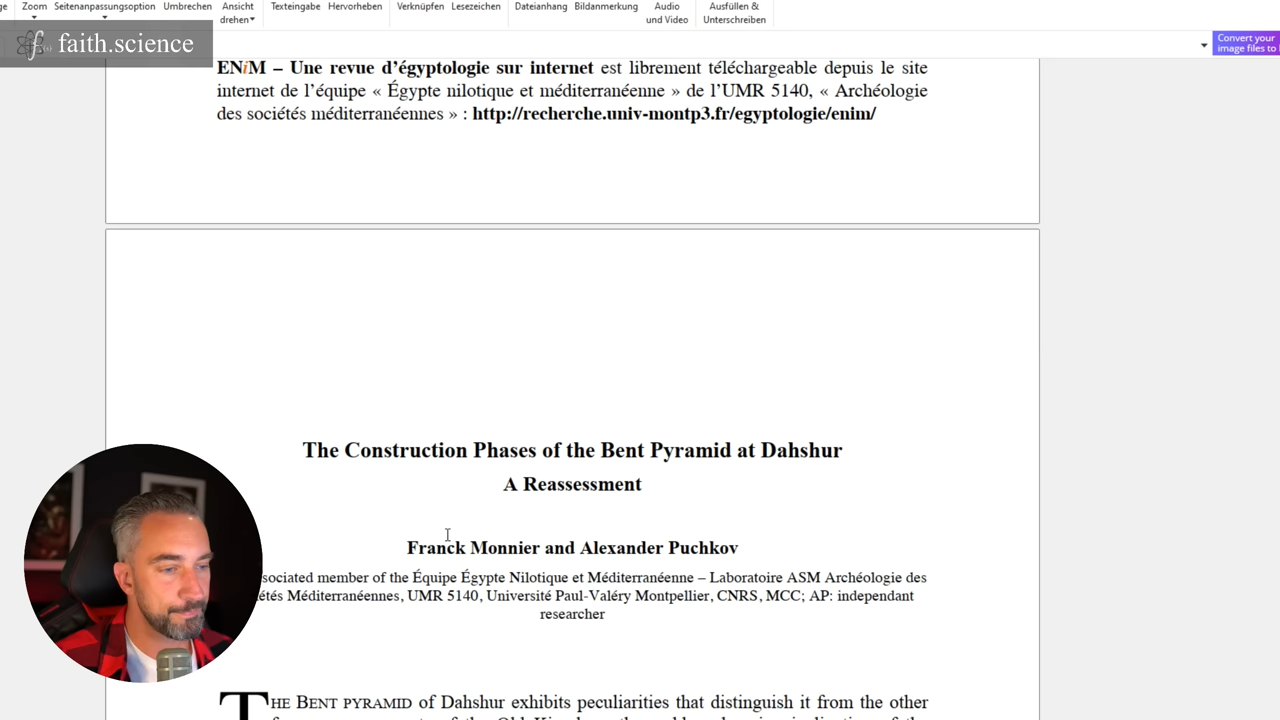 ge Zoom Seitenanpassungsoption Umbrechen Ansicht Texteingabe Hervorheben Verknüpfen Lesezeichen Dateianhang Bildanmerkung Audio Ausfüllen &
drehen und Video Unterschreiben
faith.science
Convert your
image files to
ENiM – Une revue d’égyptologie sur internet est librement téléchargeable depuis le site
internet de l’équipe « Égypte nilotique et méditerranéenne » de l’UMR 5140, « Archéologie
des sociétés méditerranéennes » : http://recherche.univ-montp3.fr/egyptologie/enim/
The Construction Phases of the Bent Pyramid at Dahshur
A Reassessment
Franck Monnier and Alexander Puchkov
sociated member of the Équipe Égypte Nilotique et Méditerranéenne – Laboratoire ASM Archéologie des
étés Méditerranéennes, UMR 5140, Université Paul-Valéry Montpellier, CNRS, MCC; AP: independant
researcher
THE BENT PYRAMID of Dahshur exhibits peculiarities that distinguish it from the other